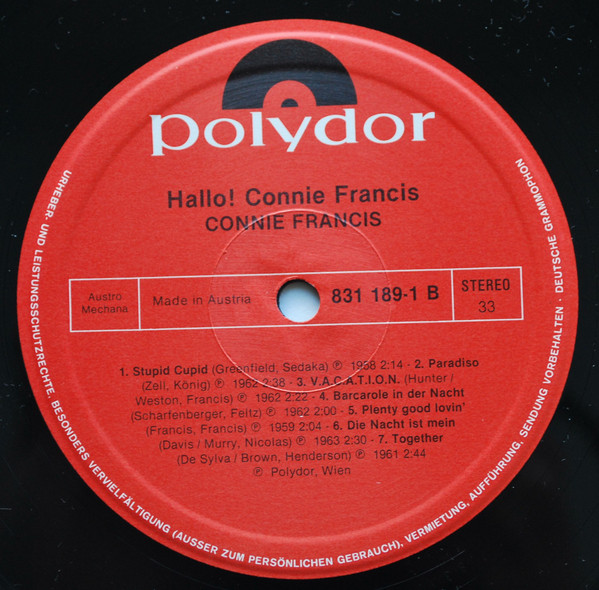 polydor
Hallo! Connie Francis
CONNIE FRANCIS
Austro
Mechana
Made in Austria
831 189-1 B
STEREO
33
1. Stupid Cupid (Greenfield, Sedaka) ℗ 1958 2:14 · 2. Paradiso
(Zell, König) ℗ 1962 2:38 · 3. V.A.C.A.T.I.O.N. (Hunter /
Weston, Francis) ℗ 1962 2:22 · 4. Barcarole in der Nacht
(Scharfenberger, Feltz) ℗ 1962 2:00 · 5. Plenty good lovin'
(Francis, Francis) ℗ 1959 2:04 · 6. Die Nacht ist mein
(Davis / Murry, Nicolas) ℗ 1963 2:30 · 7. Together
(De Sylva / Brown, Henderson) ℗ 1961 2:44
℗ Polydor, Wien
URHEBER- UND LEISTUNGSSCHUTZRECHTE. BESONDERS VERVIELFÄLTIGUNG (AUSSER ZUM PERSÖNLICHEN GEBRAUCH), VERMIETUNG, AUFFÜHRUNG, SENDUNG VORBEHALTEN · DEUTSCHE GRAMMOPHON